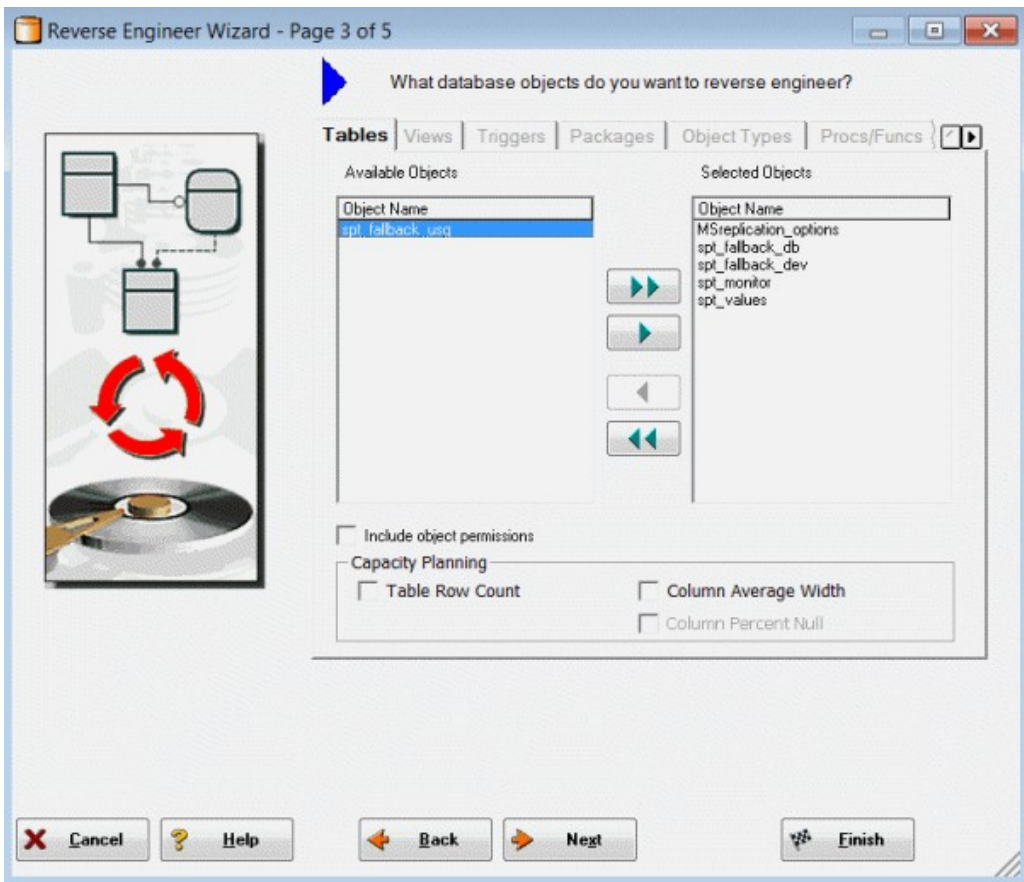 Reverse Engineer Wizard - Page 3 of 5
What database objects do you want to reverse engineer?
Tables Views Triggers Packages Object Types Procs/Funcs
Available Objects Selected Objects
Object Name Object Name
spt_fallback_usg MSreplication_options
spt_fallback_db
spt_fallback_dev
spt_monitor
spt_values
Include object permissions
Capacity Planning
Table Row Count Column Average Width
Column Percent Null
Cancel Help Back Next Finish